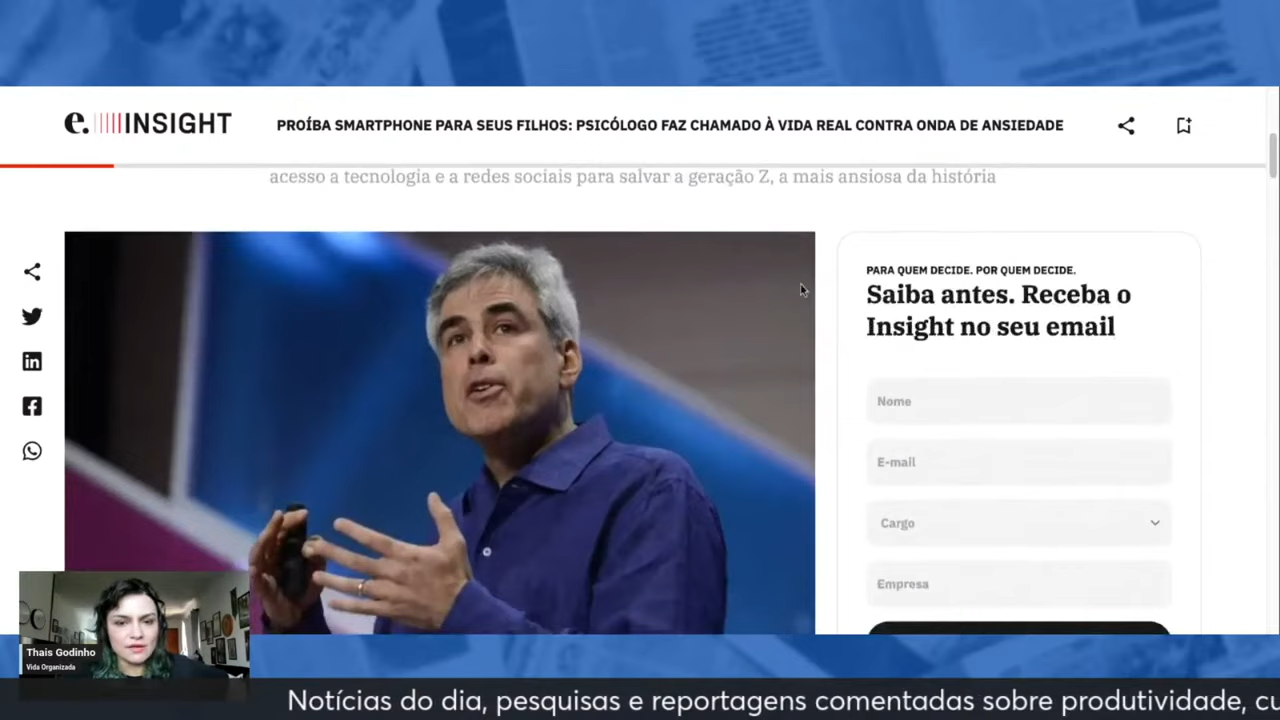 e. INSIGHT
PROÍBA SMARTPHONE PARA SEUS FILHOS: PSICÓLOGO FAZ CHAMADO À VIDA REAL CONTRA ONDA DE ANSIEDADE
acesso a tecnologia e a redes sociais para salvar a geração Z, a mais ansiosa da história
PARA QUEM DECIDE. POR QUEM DECIDE.
Saiba antes. Receba o
Insight no seu email
Nome
E-mail
Cargo
Empresa
Thais Godinho
Vida Organizada
Notícias do dia, pesquisas e reportagens comentadas sobre produtividade, cu